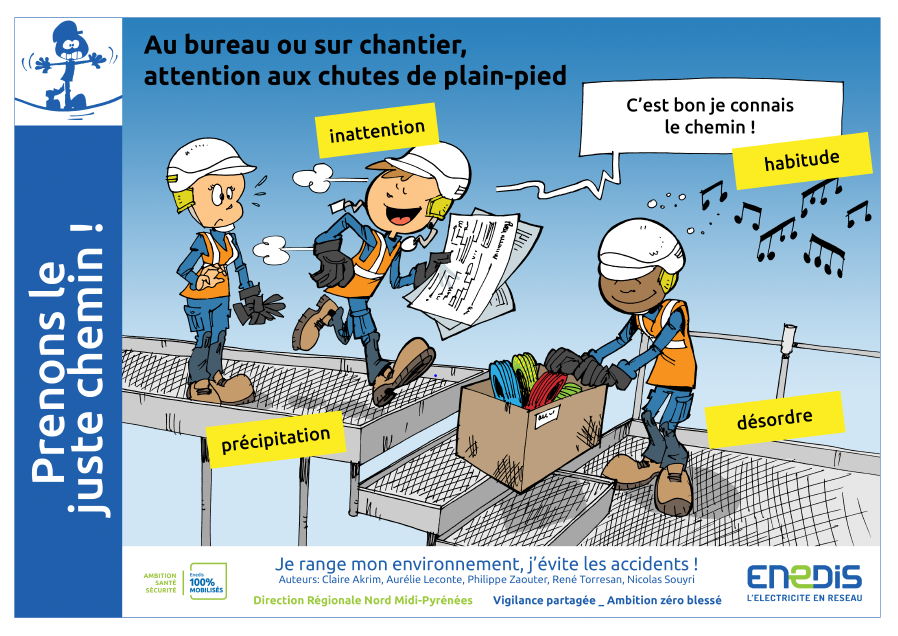 Au bureau ou sur chantier,
attention aux chutes de plain-pied
inattention
C'est bon je connais
le chemin !
habitude
précipitation
désordre
Prenons le
juste chemin !
AMBITION
SANTÉ
SÉCURITÉ
Enedis
100%
MOBILISÉS
Je range mon environnement, j'évite les accidents !
Auteurs: Claire Akrim, Aurélie Leconte, Philippe Zaouter, René Torresan, Nicolas Souyri
Direction Régionale Nord Midi-Pyrénées
Vigilance partagée _ Ambition zéro blessé
ENEDIS
L'ELECTRICITE EN RESEAU